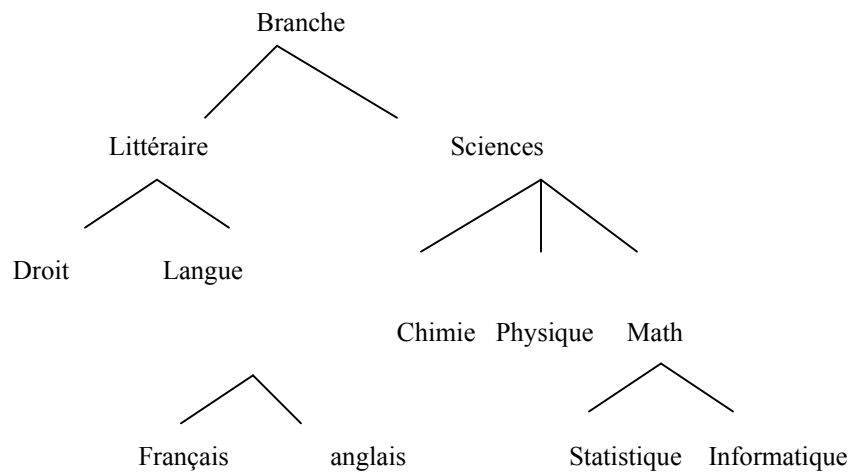 Branche
Littéraire Sciences
Droit Langue
Chimie Physique Math
Français anglais Statistique Informatique